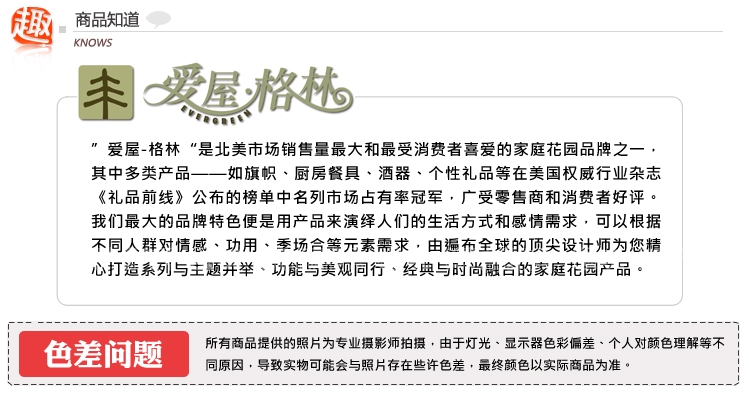 趣
商品知道
KNOWS
爱屋·格林
EVERGREEN
”爱屋-格林“是北美市场销售量最大和最受消费者喜爱的家庭花园品牌之一，
其中多类产品——如旗帜、厨房餐具、酒器、个性礼品等在美国权威行业杂志
《礼品前线》公布的榜单中名列市场占有率冠军，广受零售商和消费者好评。
我们最大的品牌特色便是用产品来演绎人们的生活方式和感情需求，可以根据
不同人群对情感、功用、季场合等元素需求，由遍布全球的顶尖设计师为您精
心打造系列与主题并举、功能与美观同行、经典与时尚融合的家庭花园产品。
色差问题
所有商品提供的照片为专业摄影师拍摄，由于灯光、显示器色彩偏差、个人对颜色理解等不
同原因，导致实物可能会与照片存在些许色差，最终颜色以实际商品为准。